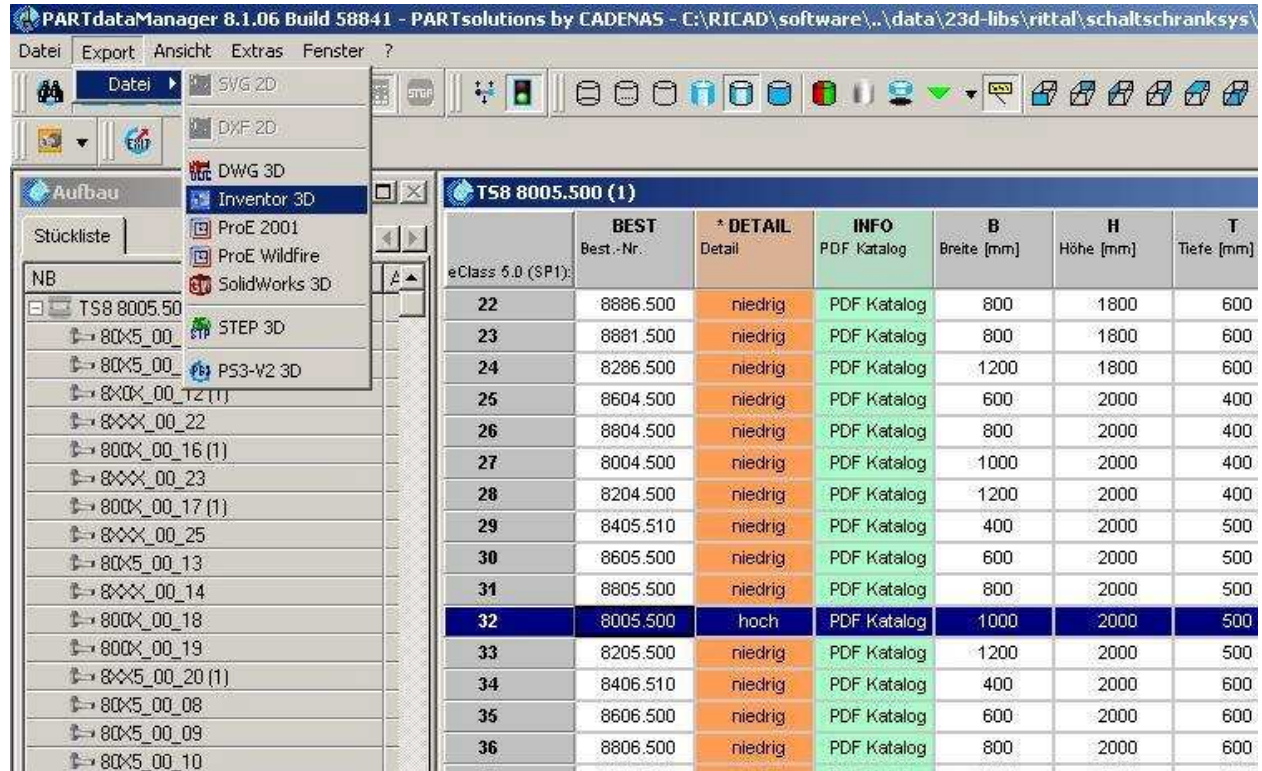 PARTdataManager 8.1.06 Build 58841 - PARTsolutions by CADENAS - C:\RICAD\software\..\data\23d-libs\rittal\schaltschranksys\
Datei Export Ansicht Extras Fenster ?
Datei
SVG 2D
DXF 2D
DWG 3D
Inventor 3D
ProE 2001
ProE Wildfire
SolidWorks 3D
STEP 3D
PS3-V2 3D
STOP
EXIT
Aufbau
Stückliste
NB
TS8 8005.50
80X5_00_
80X5_00_
8X0X_00_12 (1)
8XXX_00_22
800X_00_16 (1)
8XXX_00_23
800X_00_17 (1)
8XXX_00_25
80X5_00_13
8XXX_00_14
800X_00_18
800X_00_19
8XX5_00_20 (1)
80X5_00_08
80X5_00_09
80X5_00_10
TS8 8005.500 (1)
BEST * DETAIL INFO B H T
Best.-Nr. Detail PDF Katalog Breite [mm] Höhe [mm] Tiefe [mm]
eClass 5.0 (SP1):
22 8886.500 niedrig PDF Katalog 800 1800 600
23 8881.500 niedrig PDF Katalog 800 1800 600
24 8286.500 niedrig PDF Katalog 1200 1800 600
25 8604.500 niedrig PDF Katalog 600 2000 400
26 8804.500 niedrig PDF Katalog 800 2000 400
27 8004.500 niedrig PDF Katalog 1000 2000 400
28 8204.500 niedrig PDF Katalog 1200 2000 400
29 8405.510 niedrig PDF Katalog 400 2000 500
30 8605.500 niedrig PDF Katalog 600 2000 500
31 8805.500 niedrig PDF Katalog 800 2000 500
32 8005.500 hoch PDF Katalog 1000 2000 500
33 8205.500 niedrig PDF Katalog 1200 2000 500
34 8406.510 niedrig PDF Katalog 400 2000 600
35 8606.500 niedrig PDF Katalog 600 2000 600
36 8806.500 niedrig PDF Katalog 800 2000 600